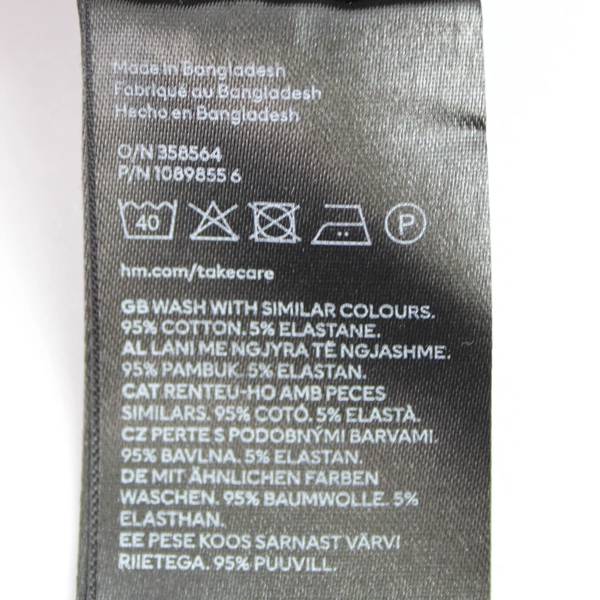 Made in Bangladesh
Fabriqué au Bangladesh
Hecho en Bangladesh
O/N 358564
P/N 1089855 6
40 P
hm.com/takecare
GB WASH WITH SIMILAR COLOURS.
95% COTTON. 5% ELASTANE.
AL LANI ME NGJYRA TË NGJASHME.
95% PAMBUK. 5% ELASTAN.
CAT RENTEU-HO AMB PECES
SIMILARS. 95% COTÓ. 5% ELASTÀ.
CZ PERTE S PODOBNÝMI BARVAMI.
95% BAVLNA. 5% ELASTAN.
DE MIT ÄHNLICHEN FARBEN
WASCHEN. 95% BAUMWOLLE. 5%
ELASTHAN.
EE PESE KOOS SARNAST VÄRVI
RIIETEGA. 95% PUUVILL.